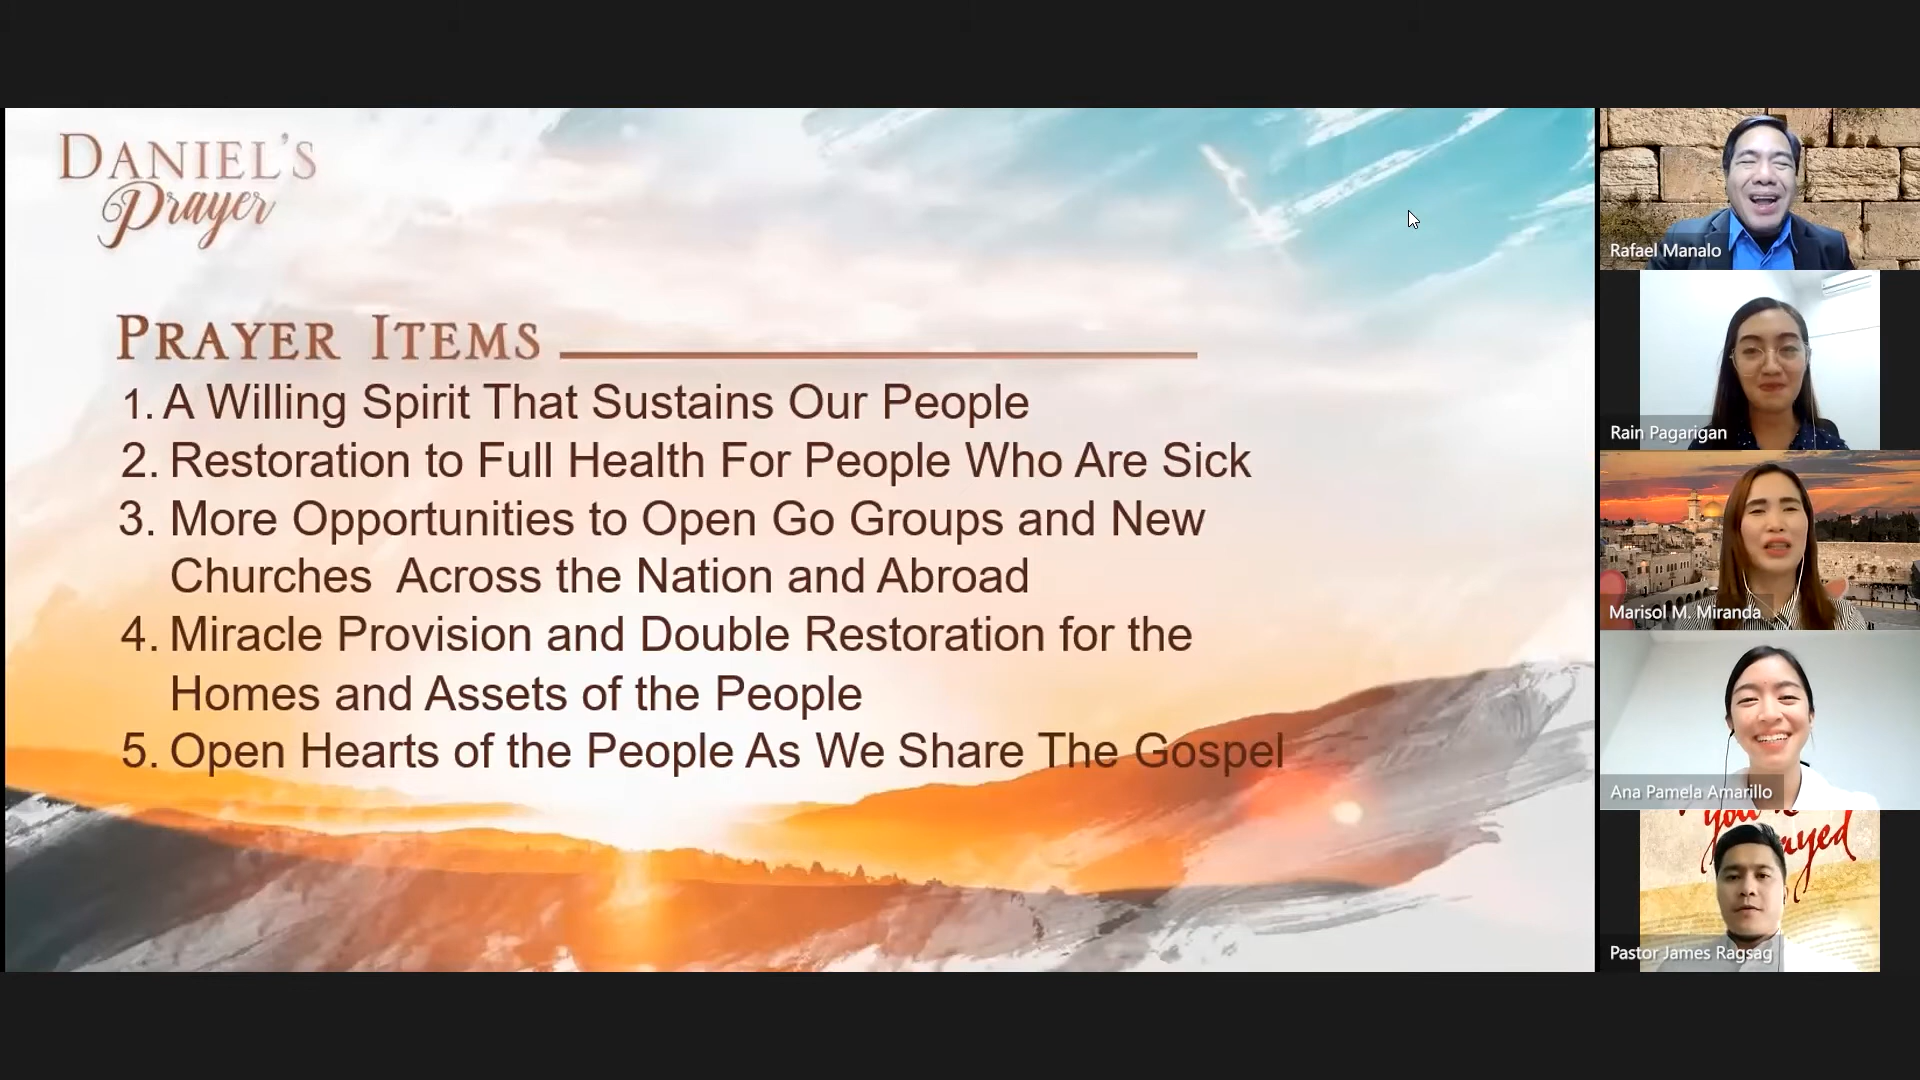 DANIEL'S
Prayer
PRAYER ITEMS
1. A Willing Spirit That Sustains Our People
2. Restoration to Full Health For People Who Are Sick
3. More Opportunities to Open Go Groups and New
Churches Across the Nation and Abroad
4. Miracle Provision and Double Restoration for the
Homes and Assets of the People
5. Open Hearts of the People As We Share The Gospel
Rafael Manalo
Rain Pagarigan
Marisol M. Miranda
Ana Pamela Amarillo
Pastor James Ragsag